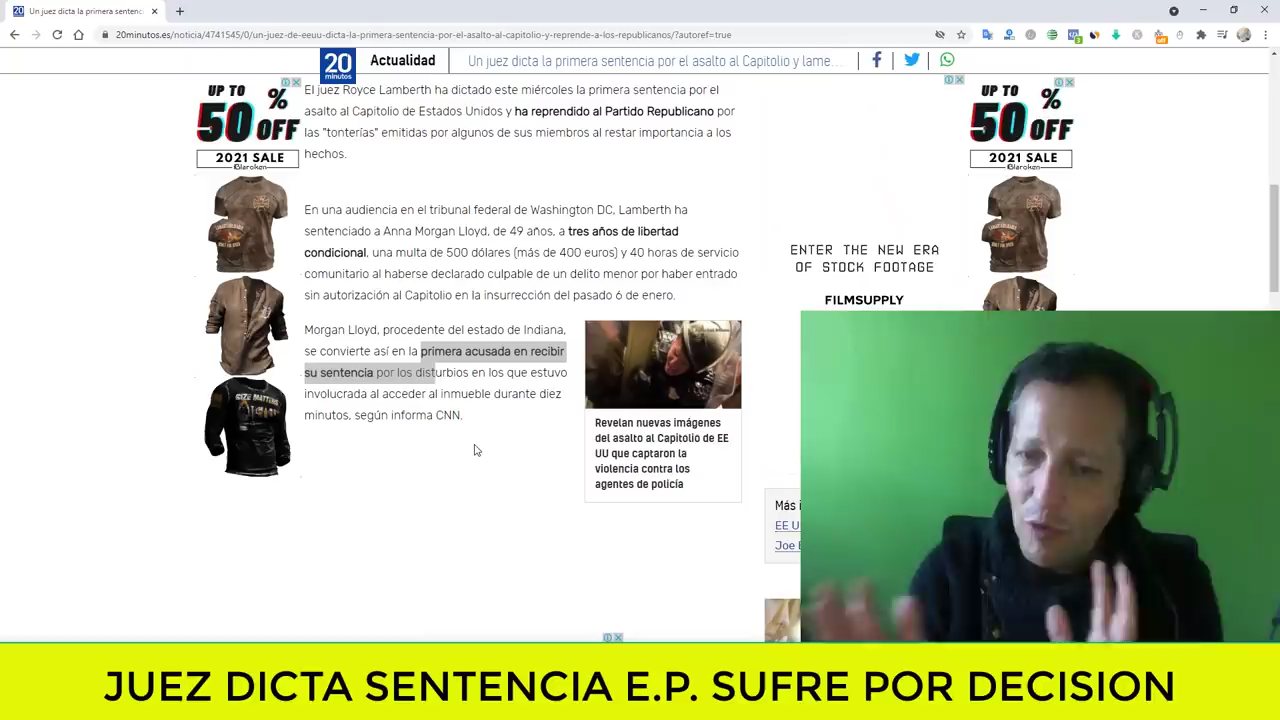 Un juez dicta la primera sentenci
20minutos.es/noticia/4741545/0/un-juez-de-eeuu-dicta-la-primera-sentencia-por-el-asalto-al-capitolio-y-reprende-a-los-republicanos/?autoref=true
20 minutos
Actualidad
Un juez dicta la primera sentencia por el asalto al Capitolio y lame...
UP TO
50% OFF
2021 SALE
Blaroken
SIZE MATTERS
El juez Royce Lamberth ha dictado este miércoles la primera sentencia por el
asalto al Capitolio de Estados Unidos y ha reprendido al Partido Republicano por
las "tonterías" emitidas por algunos de sus miembros al restar importancia a los
hechos.
En una audiencia en el tribunal federal de Washington DC, Lamberth ha
sentenciado a Anna Morgan Lloyd, de 49 años, a tres años de libertad
condicional, una multa de 500 dólares (más de 400 euros) y 40 horas de servicio
comunitario al haberse declarado culpable de un delito menor por haber entrado
sin autorización al Capitolio en la insurrección del pasado 6 de enero.
Morgan Lloyd, procedente del estado de Indiana,
se convierte así en la primera acusada en recibir
su sentencia por los disturbios en los que estuvo
involucrada al acceder al inmueble durante diez
minutos, según informa CNN.
Revelan nuevas imágenes
del asalto al Capitolio de EE
UU que captaron la
violencia contra los
agentes de policía
ENTER THE NEW ERA
OF STOCK FOOTAGE
FILMSUPPLY
UP TO
50% OFF
2021 SALE
Blaroken
Más i
EE U
Joe
JUEZ DICTA SENTENCIA E.P. SUFRE POR DECISION